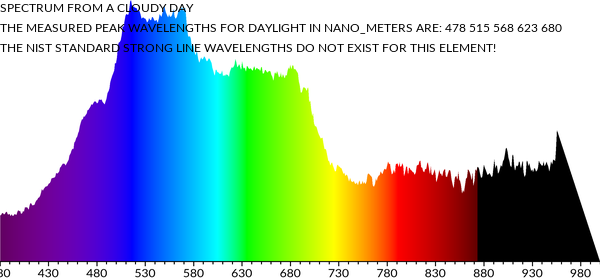 SPECTRUM FROM A CLOUDY DAY
THE MEASURED PEAK WAVELENGTHS FOR DAYLIGHT IN NANO_METERS ARE: 478 515 568 623 680
THE NIST STANDARD STRONG LINE WAVELENGTHS DO NOT EXIST FOR THIS ELEMENT!
80 430 480 530 580 630 680 730 780 830 880 930 980